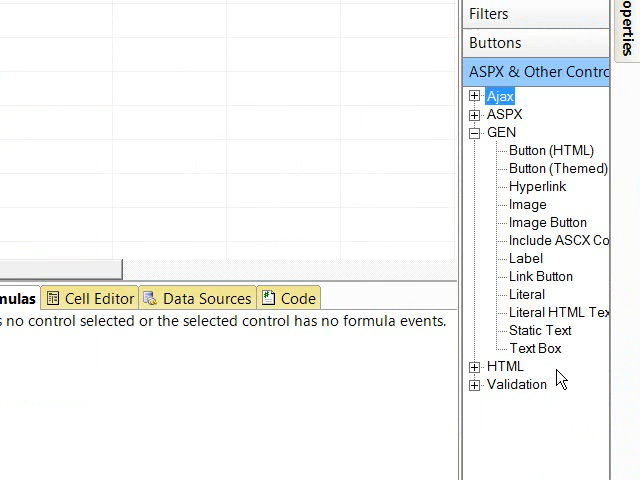 Filters
operties
Buttons
ASPX & Other Contro
Ajax
ASPX
GEN
Button (HTML)
Button (Themed)
Hyperlink
Image
Image Button
Include ASCX Co
Label
Link Button
Literal
Literal HTML Tex
Static Text
Text Box
HTML
Validation
mulas Cell Editor Data Sources Code
s no control selected or the selected control has no formula events.